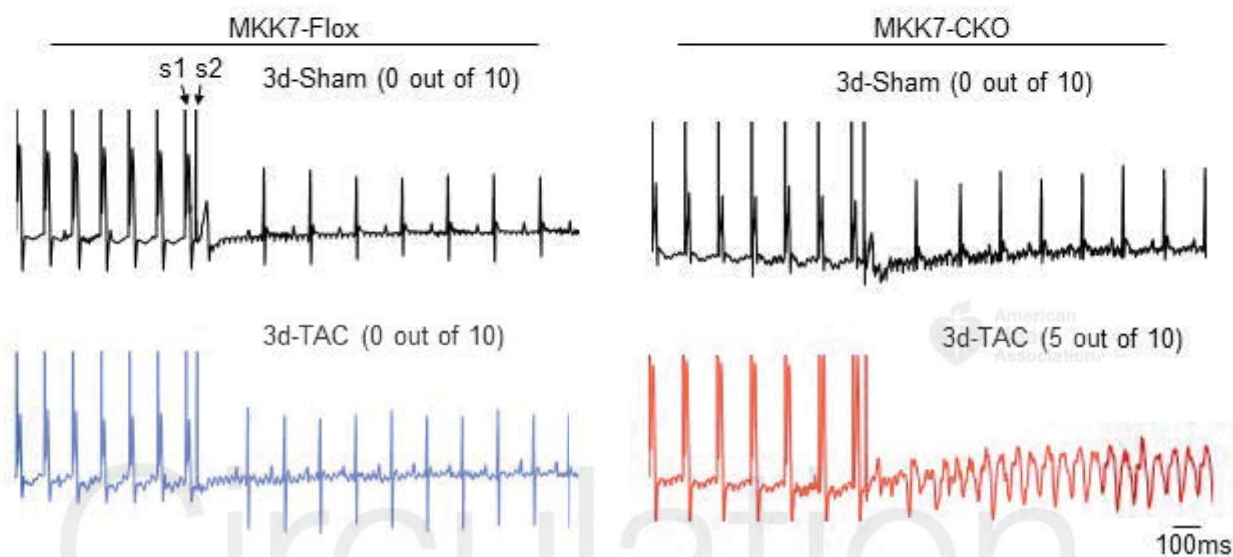 MKK7-Flox
MKK7-CKO
s1 s2
3d-Sham (0 out of 10)
3d-Sham (0 out of 10)
3d-TAC (0 out of 10)
American
Association.
3d-TAC (5 out of 10)
Circulation
100ms